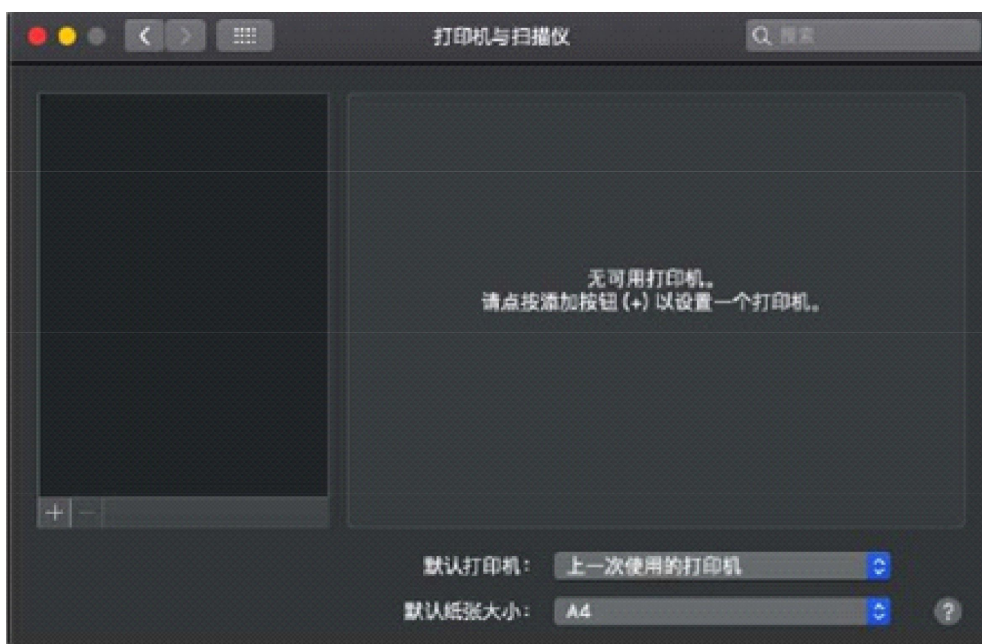 打印机与扫描仪
搜索
无可用打印机。
请点按添加按钮 (+) 以设置一个打印机。
默认打印机：
上一次使用的打印机
默认纸张大小：
A4
?